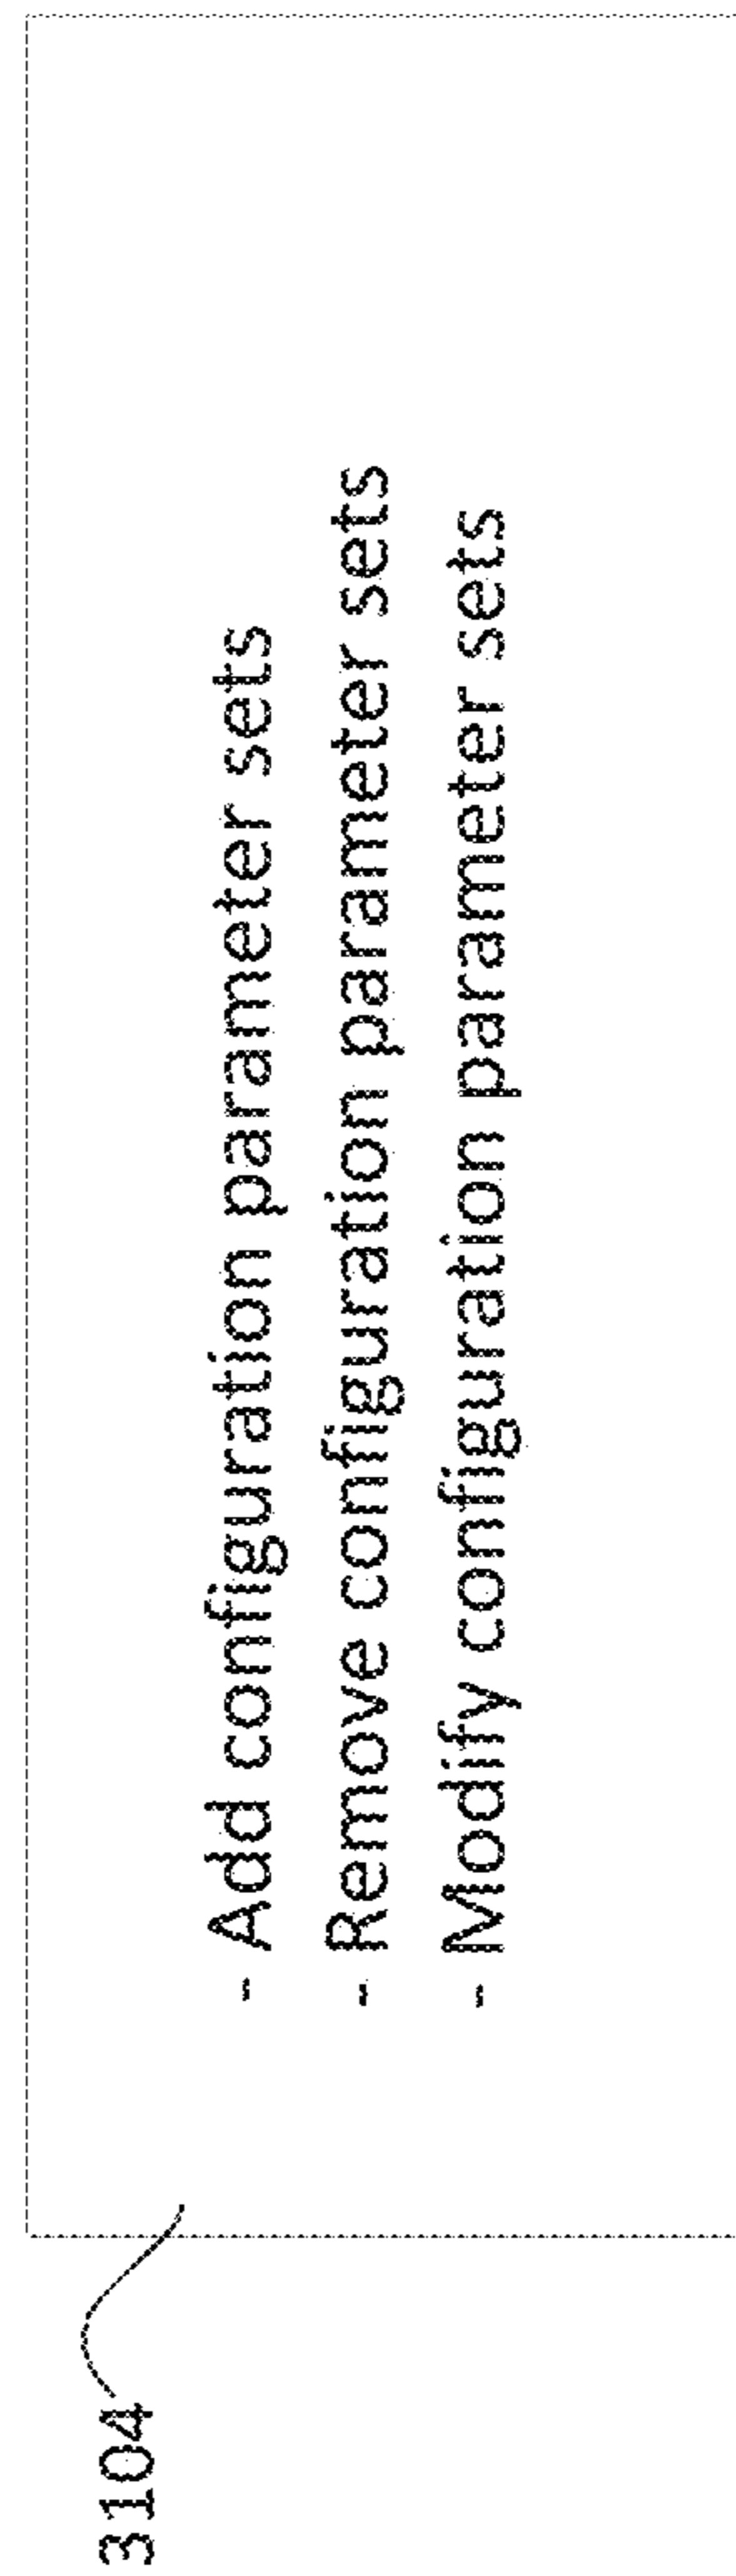 3104
- Add configuration parameter sets
- Remove configuration parameter sets
- Modify configuration parameter sets